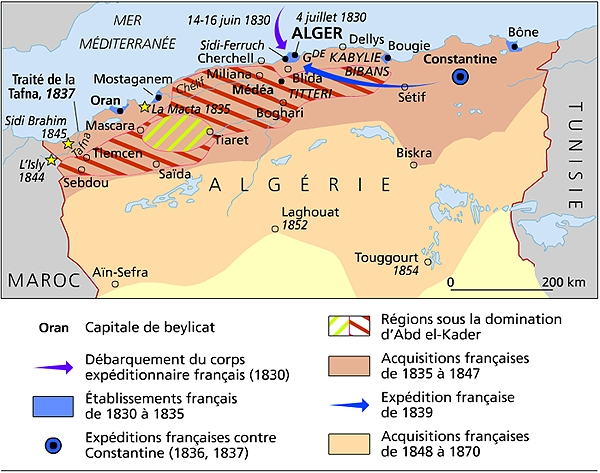 MER
MÉDITERRANÉE
14-16 juin 1830
4 juillet 1830
ALGER
Sidi-Ferruch
Cherchell
Dellys
Bône
GDE KABYLIE
Bougie
BIBANS
Constantine
Miliana
Blida
Médéa
TITTERI
Boghari
Sétif
Traité de la
Tafna, 1837
Mostaganem
Chélif
Oran
La Macta 1835
Sidi Brahim
1845
Tafna
Mascara
Tiaret
L'Isly
1844
Tlemcen
Sebdou
Saïda
Biskra
TUNISIE
ALGÉRIE
Laghouat
1852
Touggourt
1854
MAROC
Aïn-Sefra
0 200 km
Oran Capitale de beylicat
Débarquement du corps
expéditionnaire français (1830)
Établissements français
de 1830 à 1835
Expéditions françaises contre
Constantine (1836, 1837)
Régions sous la domination
d'Abd el-Kader
Acquisitions françaises
de 1835 à 1847
Expédition française
de 1839
Acquisitions françaises
de 1848 à 1870